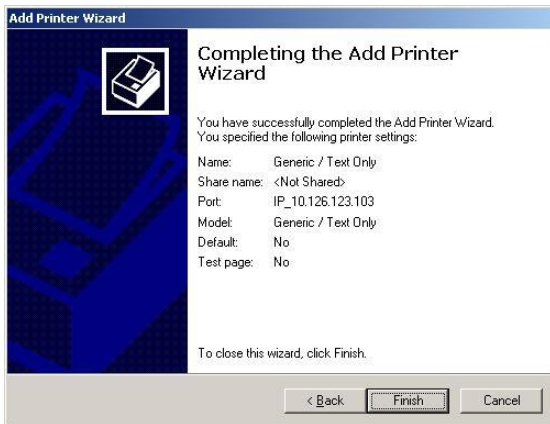 Add Printer Wizard
Completing the Add Printer
Wizard
You have successfully completed the Add Printer Wizard.
You specified the following printer settings:
Name: Generic / Text Only
Share name: <Not Shared>
Port: IP_10.126.123.103
Model: Generic / Text Only
Default: No
Test page: No
To close this wizard, click Finish.
< Back Finish Cancel